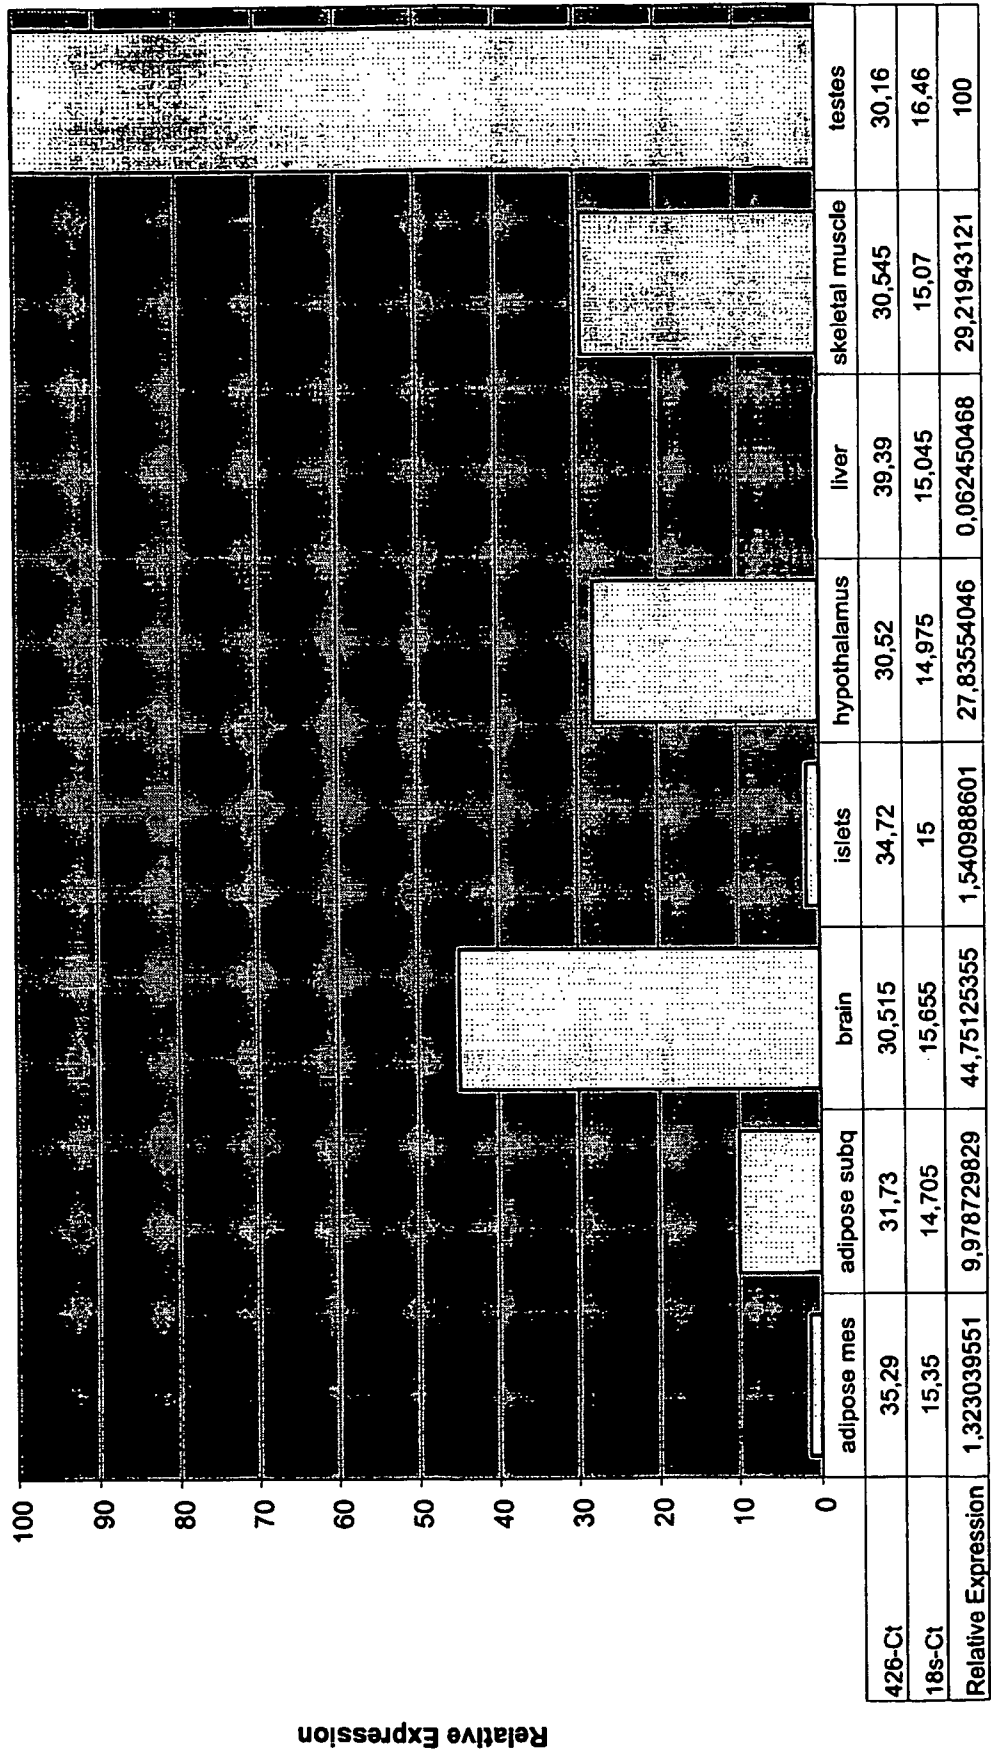 Relative Expression
100
90
80
70
60
50
40
30
20
10
0
adipose mes adipose subq brain islets hypothalamus liver skeletal muscle testes
426-Ct 35,29 31,73 30,515 34,72 30,52 39,39 30,545 30,16
18s-Ct 15,35 14,705 15,655 15 14,975 15,045 15,07 16,46
Relative Expression 1,323039551 9,978729829 44,75125355 1,540988601 27,83554046 0,062450468 29,21943121 100